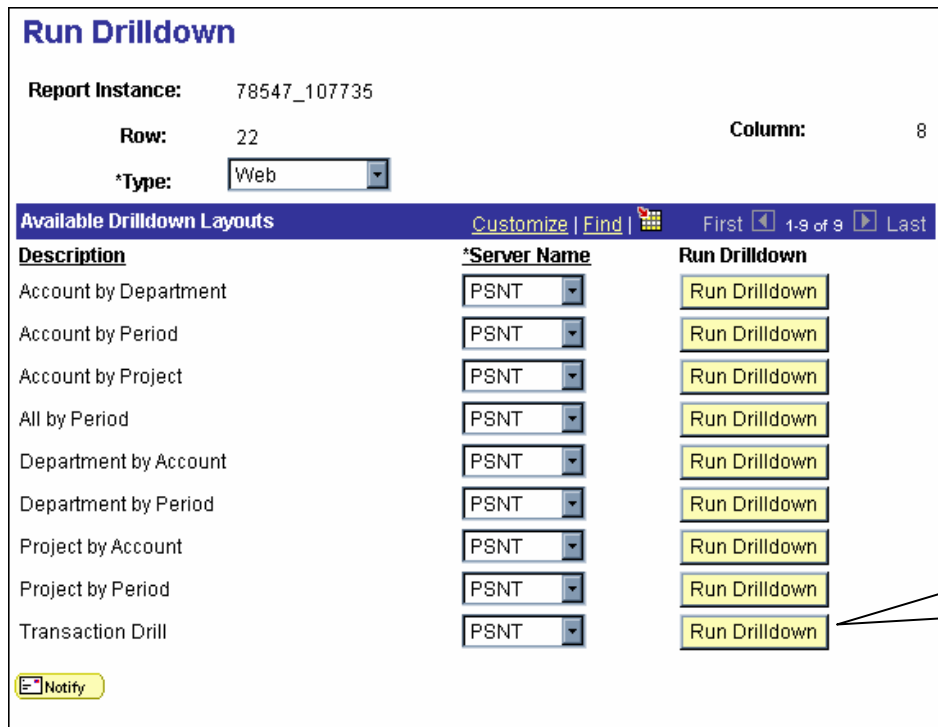 Run Drilldown
Report Instance: 78547_107735
Row: 22 Column: 8
*Type: Web
Available Drilldown Layouts Customize | Find | First 1-9 of 9 Last
Description *Server Name Run Drilldown
Account by Department PSNT Run Drilldown
Account by Period PSNT Run Drilldown
Account by Project PSNT Run Drilldown
All by Period PSNT Run Drilldown
Department by Account PSNT Run Drilldown
Department by Period PSNT Run Drilldown
Project by Account PSNT Run Drilldown
Project by Period PSNT Run Drilldown
Transaction Drill PSNT Run Drilldown
Notify